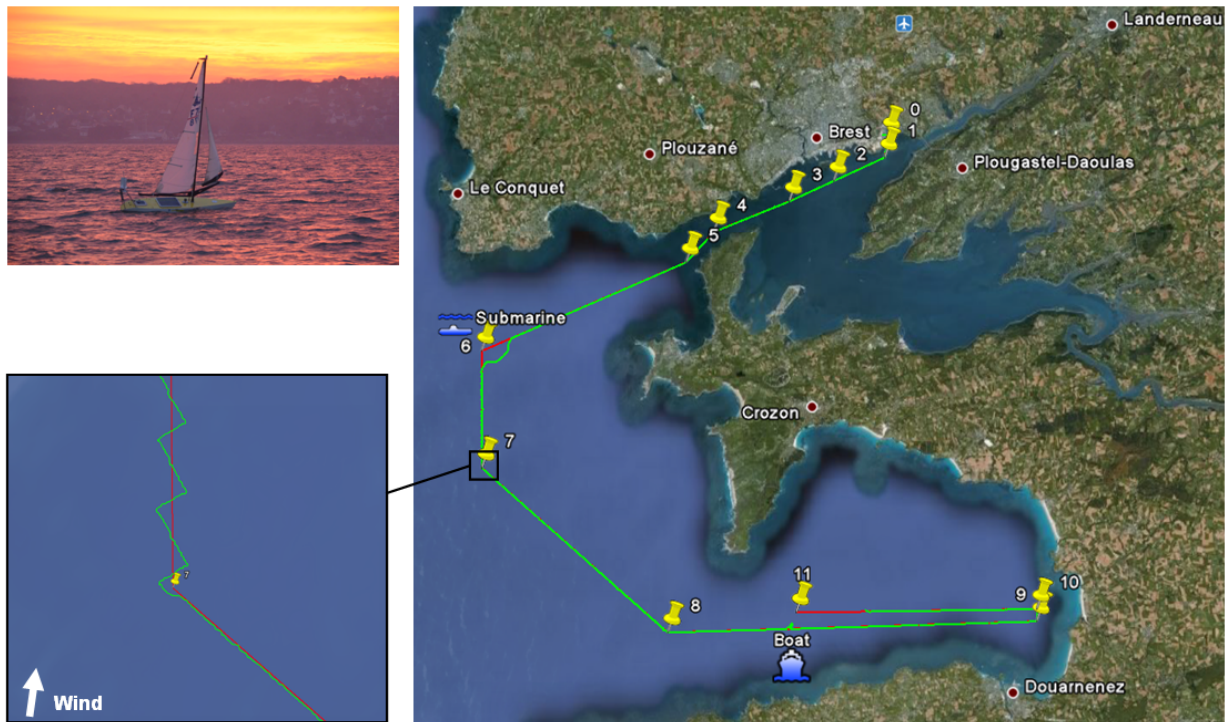 Landerneau
0
1
Brest
2
Plouzané
Plougastel-Daoulas
3
Le Conquet
4
5
Submarine
6
Crozon
7
7
11
10
9
8
Boat
Douarnenez
Wind